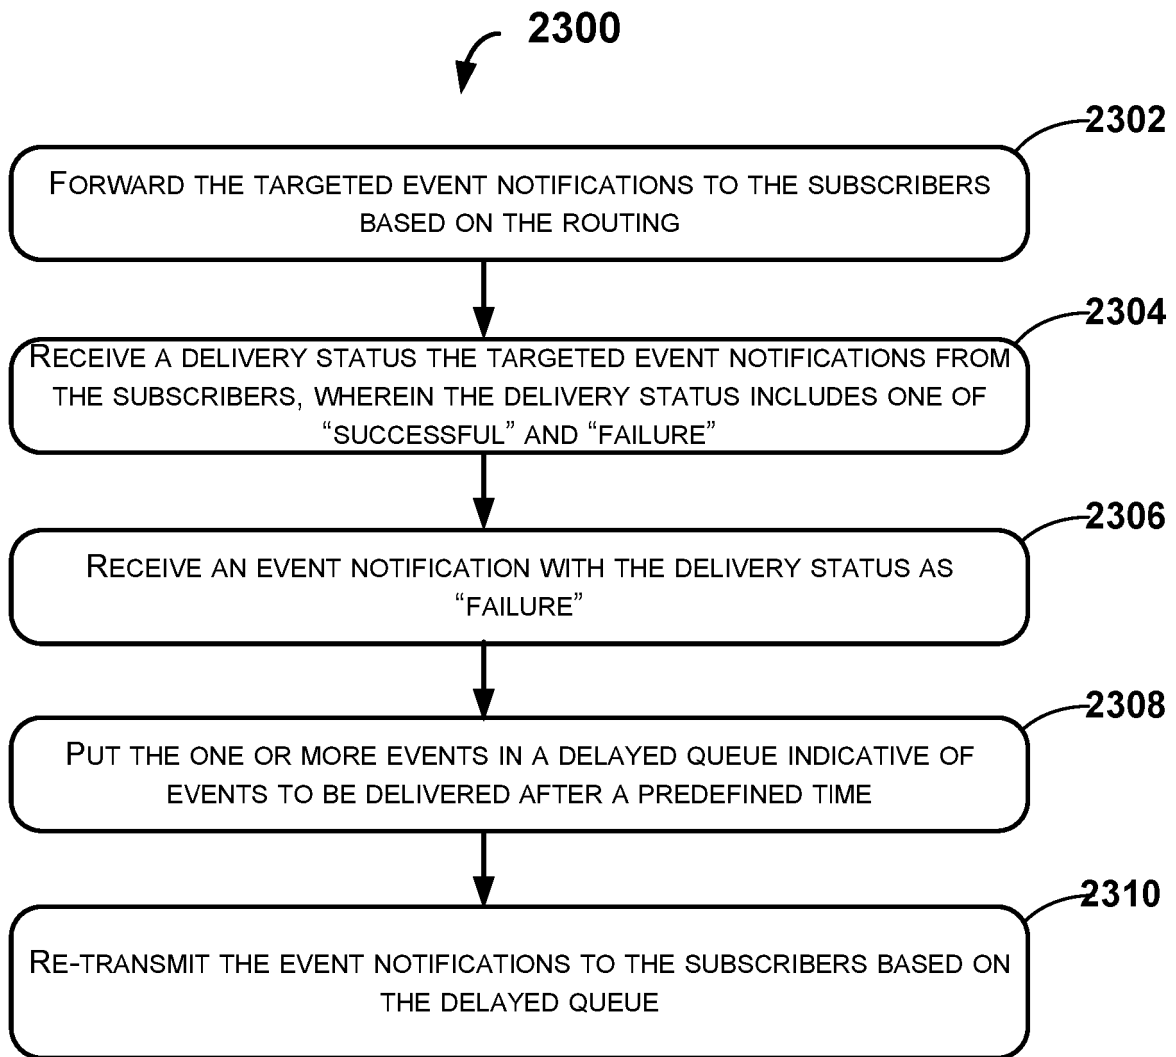 2300
2302
FORWARD THE TARGETED EVENT NOTIFICATIONS TO THE SUBSCRIBERS
BASED ON THE ROUTING
2304
RECEIVE A DELIVERY STATUS THE TARGETED EVENT NOTIFICATIONS FROM
THE SUBSCRIBERS, WHEREIN THE DELIVERY STATUS INCLUDES ONE OF
“SUCCESSFUL” AND “FAILURE”
2306
RECEIVE AN EVENT NOTIFICATION WITH THE DELIVERY STATUS AS
“FAILURE”
2308
PUT THE ONE OR MORE EVENTS IN A DELAYED QUEUE INDICATIVE OF
EVENTS TO BE DELIVERED AFTER A PREDEFINED TIME
2310
RE-TRANSMIT THE EVENT NOTIFICATIONS TO THE SUBSCRIBERS BASED ON
THE DELAYED QUEUE